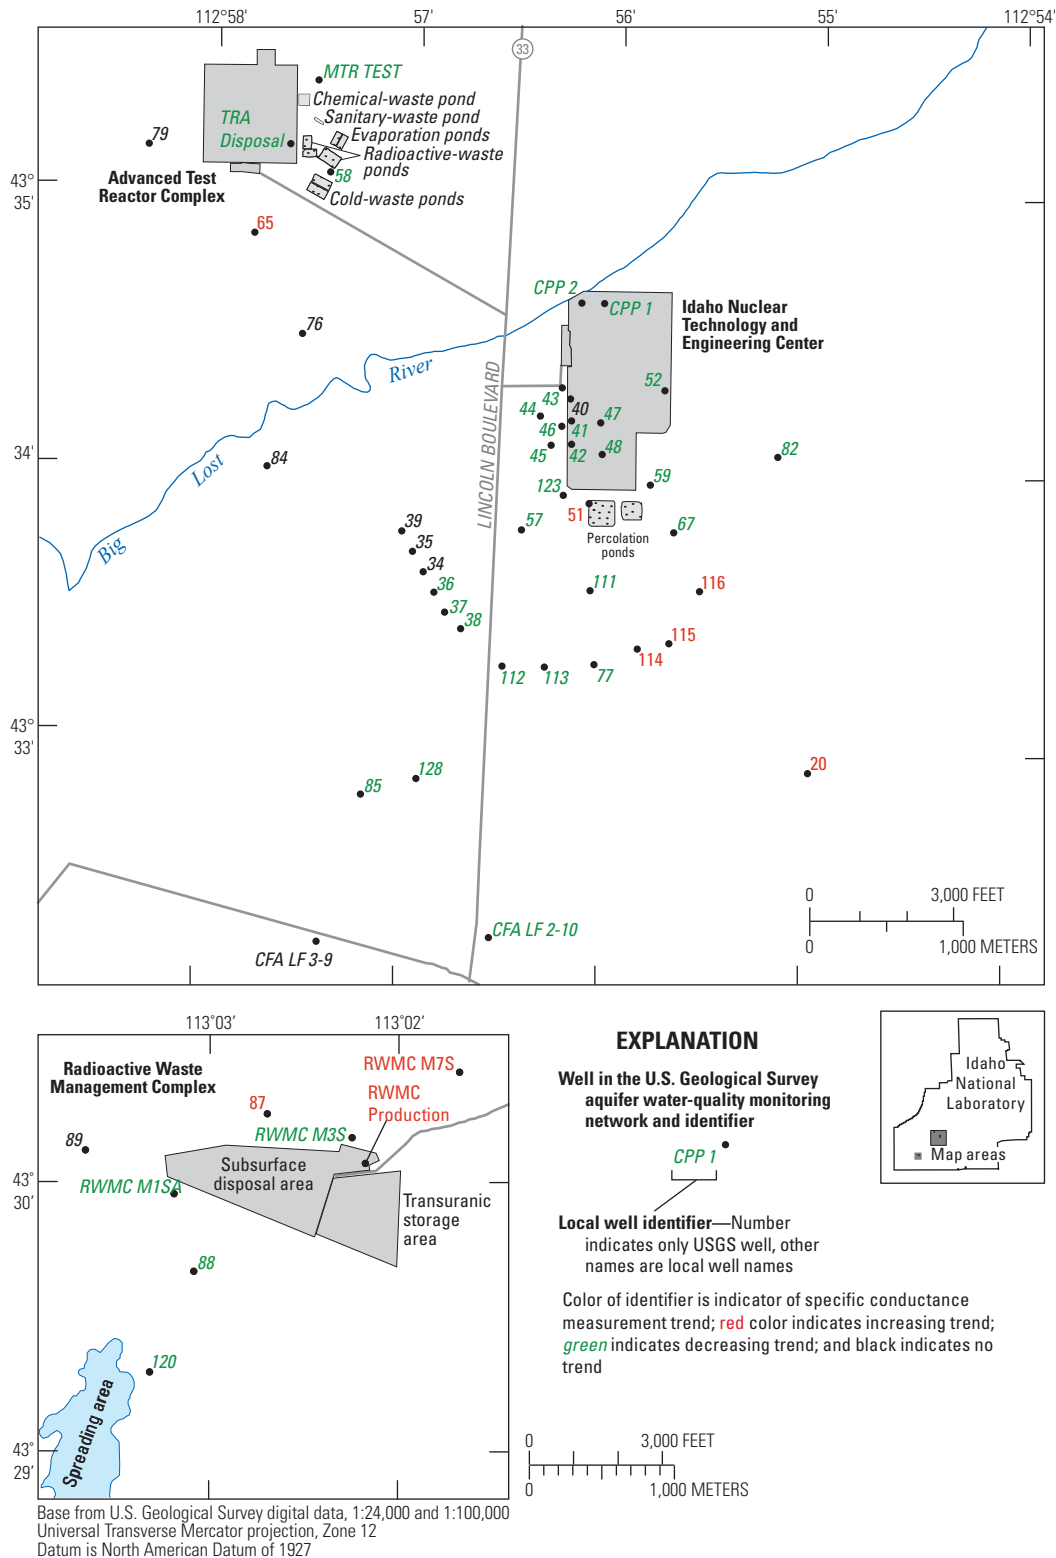 112°58'
57'
56'
55'
112°54'
33
MTR TEST
Chemical-waste pond
Sanitary-waste pond
TRA
Disposal
Evaporation ponds
Radioactive-waste
ponds
79
58
Cold-waste ponds
Advanced Test
Reactor Complex
43°
35'
65
CPP 2
CPP 1
Idaho Nuclear
Technology and
Engineering Center
76
River
LINCOLN BOULEVARD
52
43
40
44
47
46
41
45
42
48
34'
84
Lost
82
59
123
51
Percolation
ponds
39
57
67
Big
35
34
36
111
116
37
38
115
114
112
113
77
43°
33'
128
85
20
0
3,000 FEET
0
1,000 METERS
CFA LF 2-10
CFA LF 3-9
113°03'
113°02'
Radioactive Waste
Management Complex
RWMC M7S
RWMC
Production
87
RWMC M3S
89
Subsurface
disposal area
43°
30'
RWMC M1SA
Transuranic
storage
area
88
120
Spreading area
43°
29'
EXPLANATION
Well in the U.S. Geological Survey
aquifer water-quality monitoring
network and identifier
CPP 1
Local well identifier—Number
indicates only USGS well, other
names are local well names
Color of identifier is indicator of specific conductance
measurement trend; red color indicates increasing trend;
green indicates decreasing trend; and black indicates no
trend
Idaho
National
Laboratory
Map areas
0
3,000 FEET
0
1,000 METERS
Base from U.S. Geological Survey digital data, 1:24,000 and 1:100,000
Universal Transverse Mercator projection, Zone 12
Datum is North American Datum of 1927